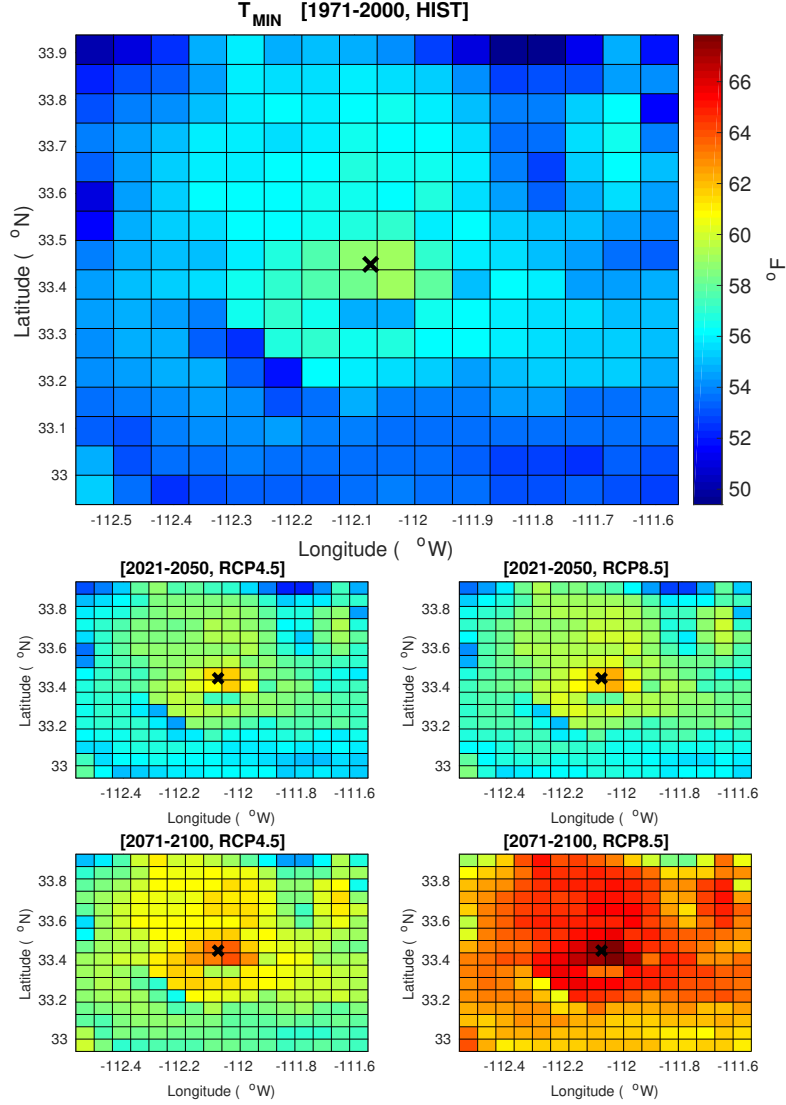 T_MIN [1971-2000, HIST]
33.9
33.8
33.7
33.6
33.5
33.4
33.3
33.2
33.1
33
Latitude ( °N)
-112.5 -112.4 -112.3 -112.2 -112.1 -112 -111.9 -111.8 -111.7 -111.6
Longitude ( °W)
66
64
62
60
58
56
54
52
50
°F
[2021-2050, RCP4.5]
33.8
33.6
33.4
33.2
33
Latitude ( °N)
-112.4 -112.2 -112 -111.8 -111.6
Longitude ( °W)
[2021-2050, RCP8.5]
33.8
33.6
33.4
33.2
33
Latitude ( °N)
-112.4 -112.2 -112 -111.8 -111.6
Longitude ( °W)
[2071-2100, RCP4.5]
33.8
33.6
33.4
33.2
33
Latitude ( °N)
-112.4 -112.2 -112 -111.8 -111.6
Longitude ( °W)
[2071-2100, RCP8.5]
33.8
33.6
33.4
33.2
33
Latitude ( °N)
-112.4 -112.2 -112 -111.8 -111.6
Longitude ( °W)